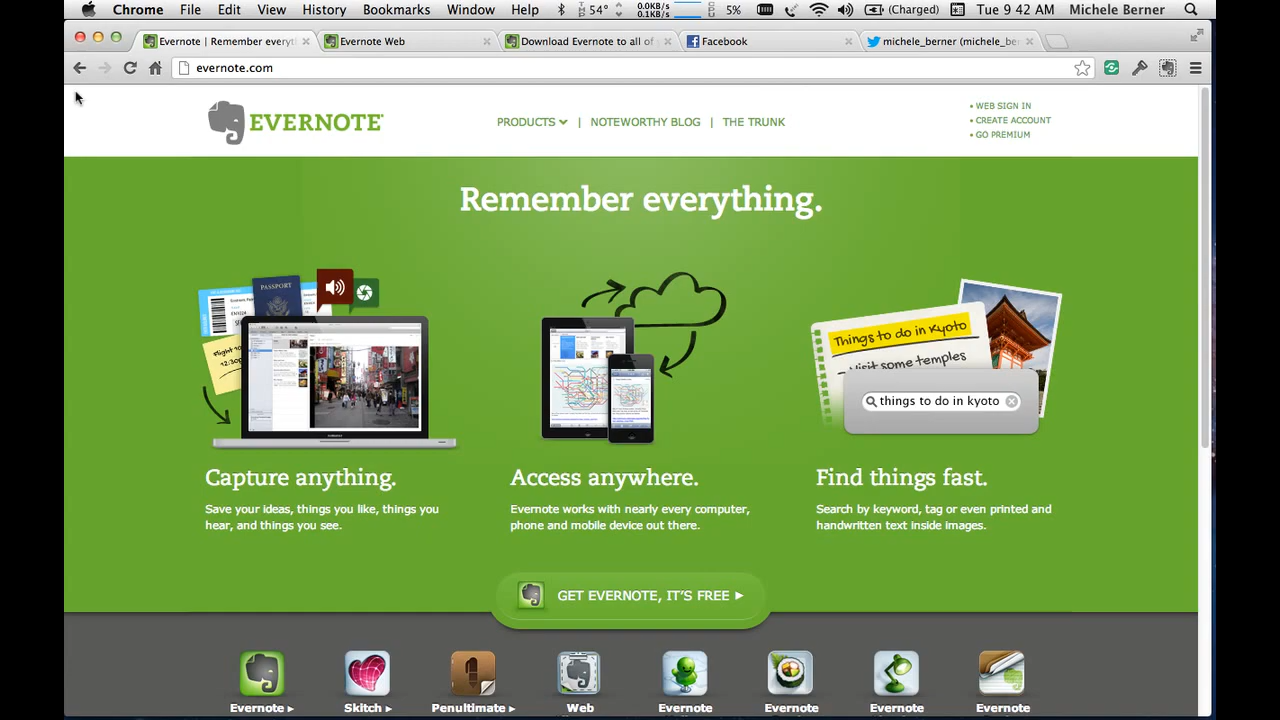 Chrome File Edit View History Bookmarks Window Help 54° 0.0KB/s 0.1KB/s 5% (Charged) Tue 9 42 AM Michele Berner
Evernote | Remember everyt Evernote Web Download Evernote to all of Facebook michele_berner (michele_be
evernote.com
EVERNOTE
PRODUCTS | NOTEWORTHY BLOG | THE TRUNK
• WEB SIGN IN
• CREATE ACCOUNT
• GO PREMIUM
Remember everything.
PASSPORT
Things to do in Kyoto
Visit some temples
things to do in kyoto
Capture anything.
Save your ideas, things you like, things you
hear, and things you see.
Access anywhere.
Evernote works with nearly every computer,
phone and mobile device out there.
Find things fast.
Search by keyword, tag or even printed and
handwritten text inside images.
GET EVERNOTE, IT'S FREE ▶
Evernote ▸ Skitch ▸ Penultimate ▸ Web Evernote Evernote Evernote Evernote